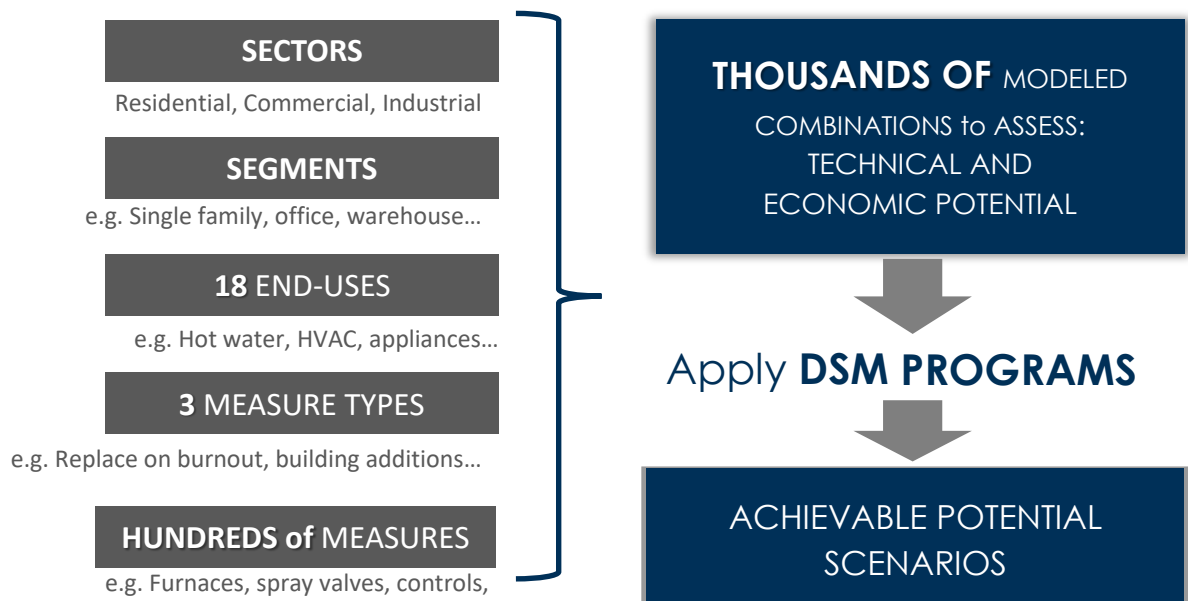 SECTORS
Residential, Commercial, Industrial
SEGMENTS
e.g. Single family, office, warehouse…
18 END-USES
e.g. Hot water, HVAC, appliances…
3 MEASURE TYPES
e.g. Replace on burnout, building additions…
HUNDREDS of MEASURES
e.g. Furnaces, spray valves, controls,
THOUSANDS OF MODELED
COMBINATIONS to ASSESS:
TECHNICAL AND
ECONOMIC POTENTIAL
Apply DSM PROGRAMS
ACHIEVABLE POTENTIAL
SCENARIOS